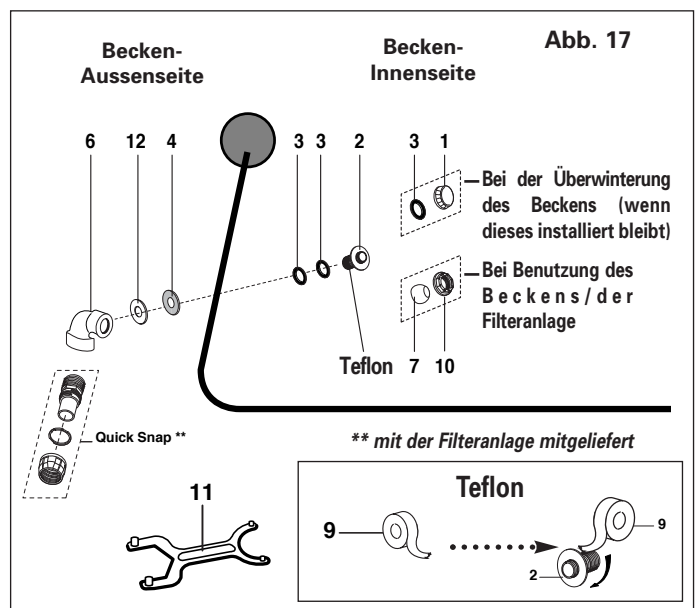 Abb. 17
Becken-
Aussenseite
Becken-
Innenseite
6 12 4 3 3 2 3 1
Bei der Überwinterung
des Beckens (wenn
dieses installiert bleibt)
Bei Benutzung des
Beckens/der
Filteranlage
Teflon 7 10
Quick Snap **
** mit der Filteranlage mitgeliefert
11
Teflon
9
9
2